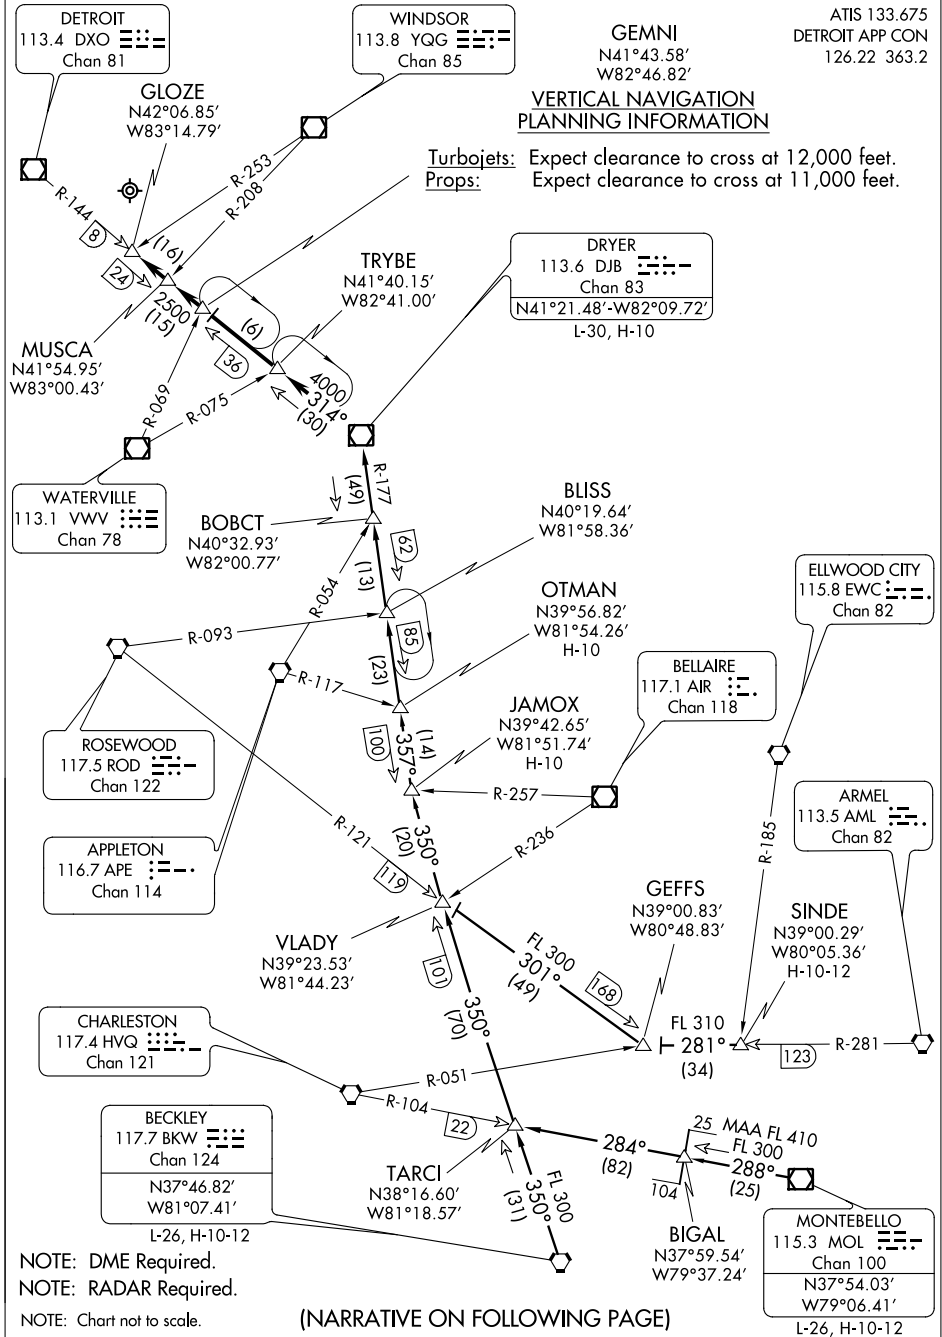 DETROIT
113.4 DXO
Chan 81
WINDSOR
113.8 YQG
Chan 85
GEMNI
N41°43.58'
W82°46.82'
ATIS 133.675
DETROIT APP CON
126.22 363.2
GLOZE
N42°06.85'
W83°14.79'
VERTICAL NAVIGATION
PLANNING INFORMATION
Turbojets: Expect clearance to cross at 12,000 feet.
Props: Expect clearance to cross at 11,000 feet.
R-253
R-208
R-144
8
(16)
24
2500
(15)
(6)
36
TRYBE
N41°40.15'
W82°41.00'
DRYER
113.6 DJB
Chan 83
N41°21.48'-W82°09.72'
L-30, H-10
MUSCA
N41°54.95'
W83°00.43'
R-069
R-075
4000
314°
(30)
WATERVILLE
113.1 VWV
Chan 78
R-177
(49)
BOBCT
N40°32.93'
W82°00.77'
BLISS
N40°19.64'
W81°58.36'
62
(13)
R-054
ELLWOOD CITY
115.8 EWC
Chan 82
OTMAN
N39°56.82'
W81°54.26'
H-10
R-093
85
(23)
R-117
BELLAIRE
117.1 AIR
Chan 118
JAMOX
N39°42.65'
W81°51.74'
H-10
ROSEWOOD
117.5 ROD
Chan 122
100
357°
(14)
R-257
ARMEL
113.5 AML
Chan 82
APPLETON
116.7 APE
Chan 114
R-121
119
350°
(20)
R-236
R-185
GEFFS
N39°00.83'
W80°48.83'
SINDE
N39°00.29'
W80°05.36'
H-10-12
VLADY
N39°23.53'
W81°44.23'
101
FL 300
301°
(49)
168
350°
(70)
CHARLESTON
117.4 HVQ
Chan 121
FL 310
281°
(34)
123
R-281
R-051
R-104
22
BECKLEY
117.7 BKW
Chan 124
N37°46.82'
W81°07.41'
L-26, H-10-12
TARCI
N38°16.60'
W81°18.57'
FL 300
350°
(31)
284°
(82)
25
104
MAA FL 410
FL 300
288°
(25)
BIGAL
N37°59.54'
W79°37.24'
MONTEBELLO
115.3 MOL
Chan 100
N37°54.03'
W79°06.41'
L-26, H-10-12
NOTE: DME Required.
NOTE: RADAR Required.
NOTE: Chart not to scale.
(NARRATIVE ON FOLLOWING PAGE)